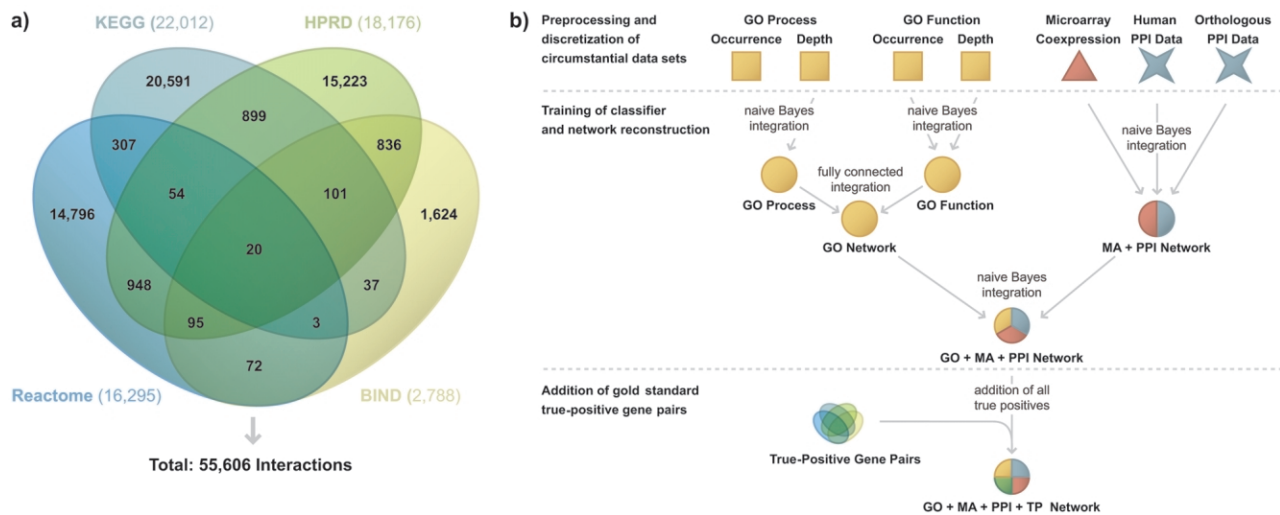 a)
KEGG (22,012)
HPRD (18,176)
20,591
15,223
899
307
836
54
101
14,796
1,624
20
948
37
95
3
72
Reactome (16,295)
BIND (2,788)
Total: 55,606 Interactions
b)
Preprocessing and
discretization of
circumstantial data sets
GO Process
Occurrence Depth
GO Function
Occurrence Depth
Microarray
Coexpression
Human
PPI Data
Orthologous
PPI Data
Training of classifier
and network reconstruction
naive Bayes
integration
naive Bayes
integration
naive Bayes
integration
fully connected
integration
GO Process
GO Function
GO Network
MA + PPI Network
naive Bayes
integration
GO + MA + PPI Network
Addition of gold standard
true-positive gene pairs
addition of all
true positives
True-Positive Gene Pairs
GO + MA + PPI + TP Network